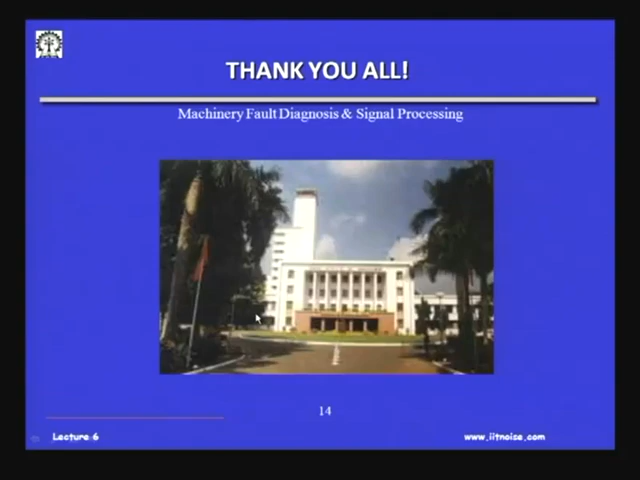 THANK YOU ALL!
Machinery Fault Diagnosis & Signal Processing
14
Lecture 6
www.iitnoise.com